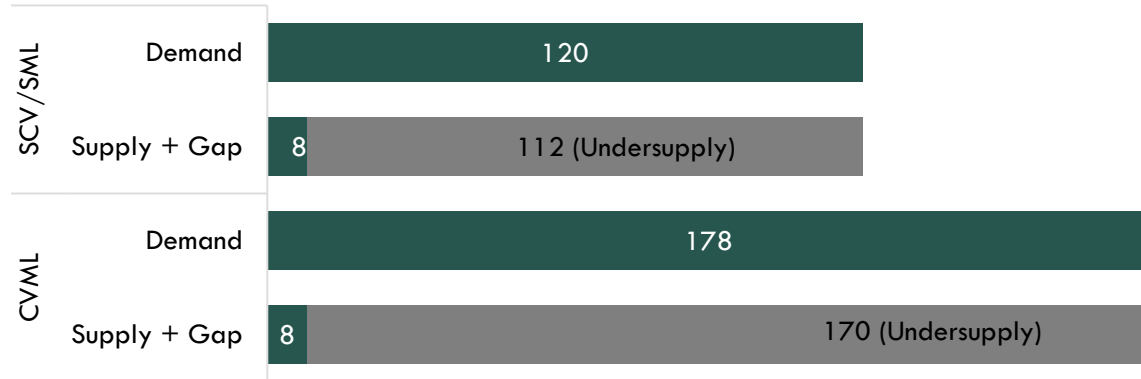 SCV/SML
Demand 120
Supply + Gap 8 112 (Undersupply)
CVML
Demand 178
Supply + Gap 8 170 (Undersupply)